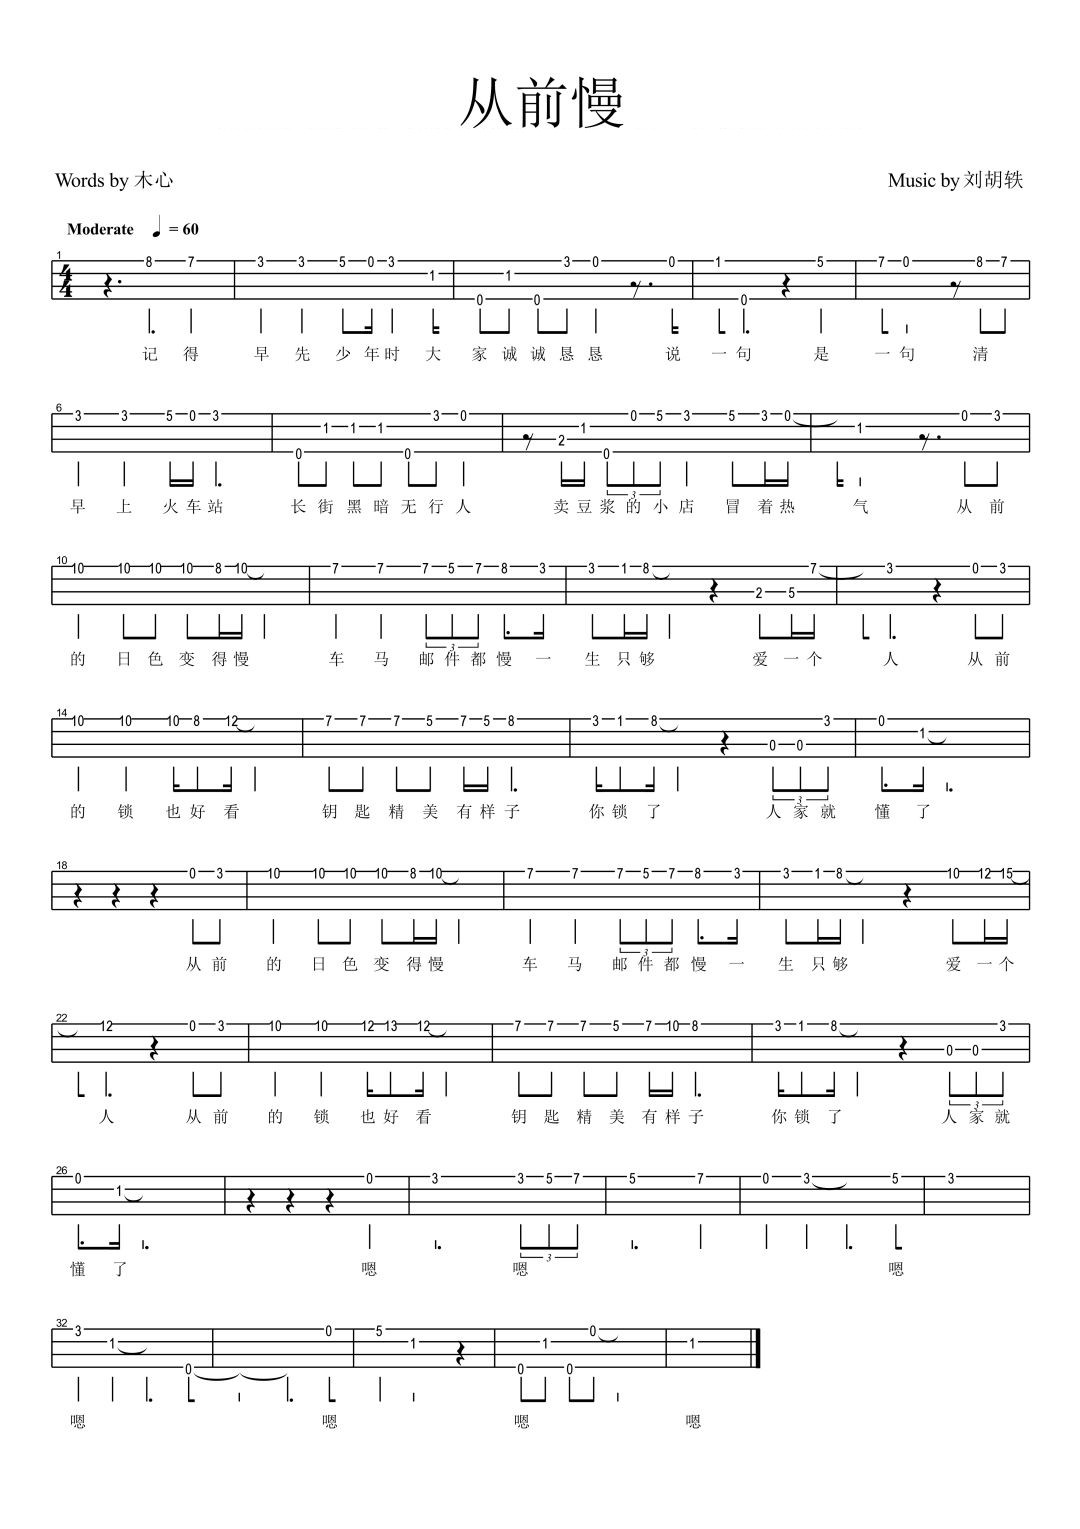 从前慢
Words by 木心
Music by 刘胡轶
Moderate ♩ = 60
1
4
4
8 7 3 3 5 0 3 1 0 1 0 3 0 0 1 0 5 7 0 8 7
记 得 早 先 少 年 时 大 家 诚 诚 恳 恳 说 一 句 是 一 句 清
6
3 3 5 0 3 0 1 1 1 0 3 0 2 1 0 0 5 3 5 3 0 1 0 3
3
早 上 火 车 站 长 街 黑 暗 无 行 人 卖 豆 浆 的 小 店 冒 着 热 气 从 前
10
10 10 10 10 8 10 7 7 7 5 7 8 3 3 1 8 2 5 7 3 0 3
3
的 日 色 变 得 慢 车 马 邮 件 都 慢 一 生 只 够 爱 一 个 人 从 前
14
10 10 10 8 12 7 7 7 5 7 5 8 3 1 8 0 0 3 0 1
3
的 锁 也 好 看 钥 匙 精 美 有 样 子 你 锁 了 人 家 就 懂 了
18
0 3 10 10 10 10 8 10 7 7 7 5 7 8 3 3 1 8 10 12 15
3
从 前 的 日 色 变 得 慢 车 马 邮 件 都 慢 一 生 只 够 爱 一 个
22
12 0 3 10 10 12 13 12 7 7 7 5 7 10 8 3 1 8 0 0 3
3
人 从 前 的 锁 也 好 看 钥 匙 精 美 有 样 子 你 锁 了 人 家 就
26
0 1 0 3 3 5 7 5 7 0 3 5 3
3
懂 了 嗯 嗯 嗯
32
3 1 0 0 5 1 0 1 0 0 1
嗯 嗯 嗯 嗯